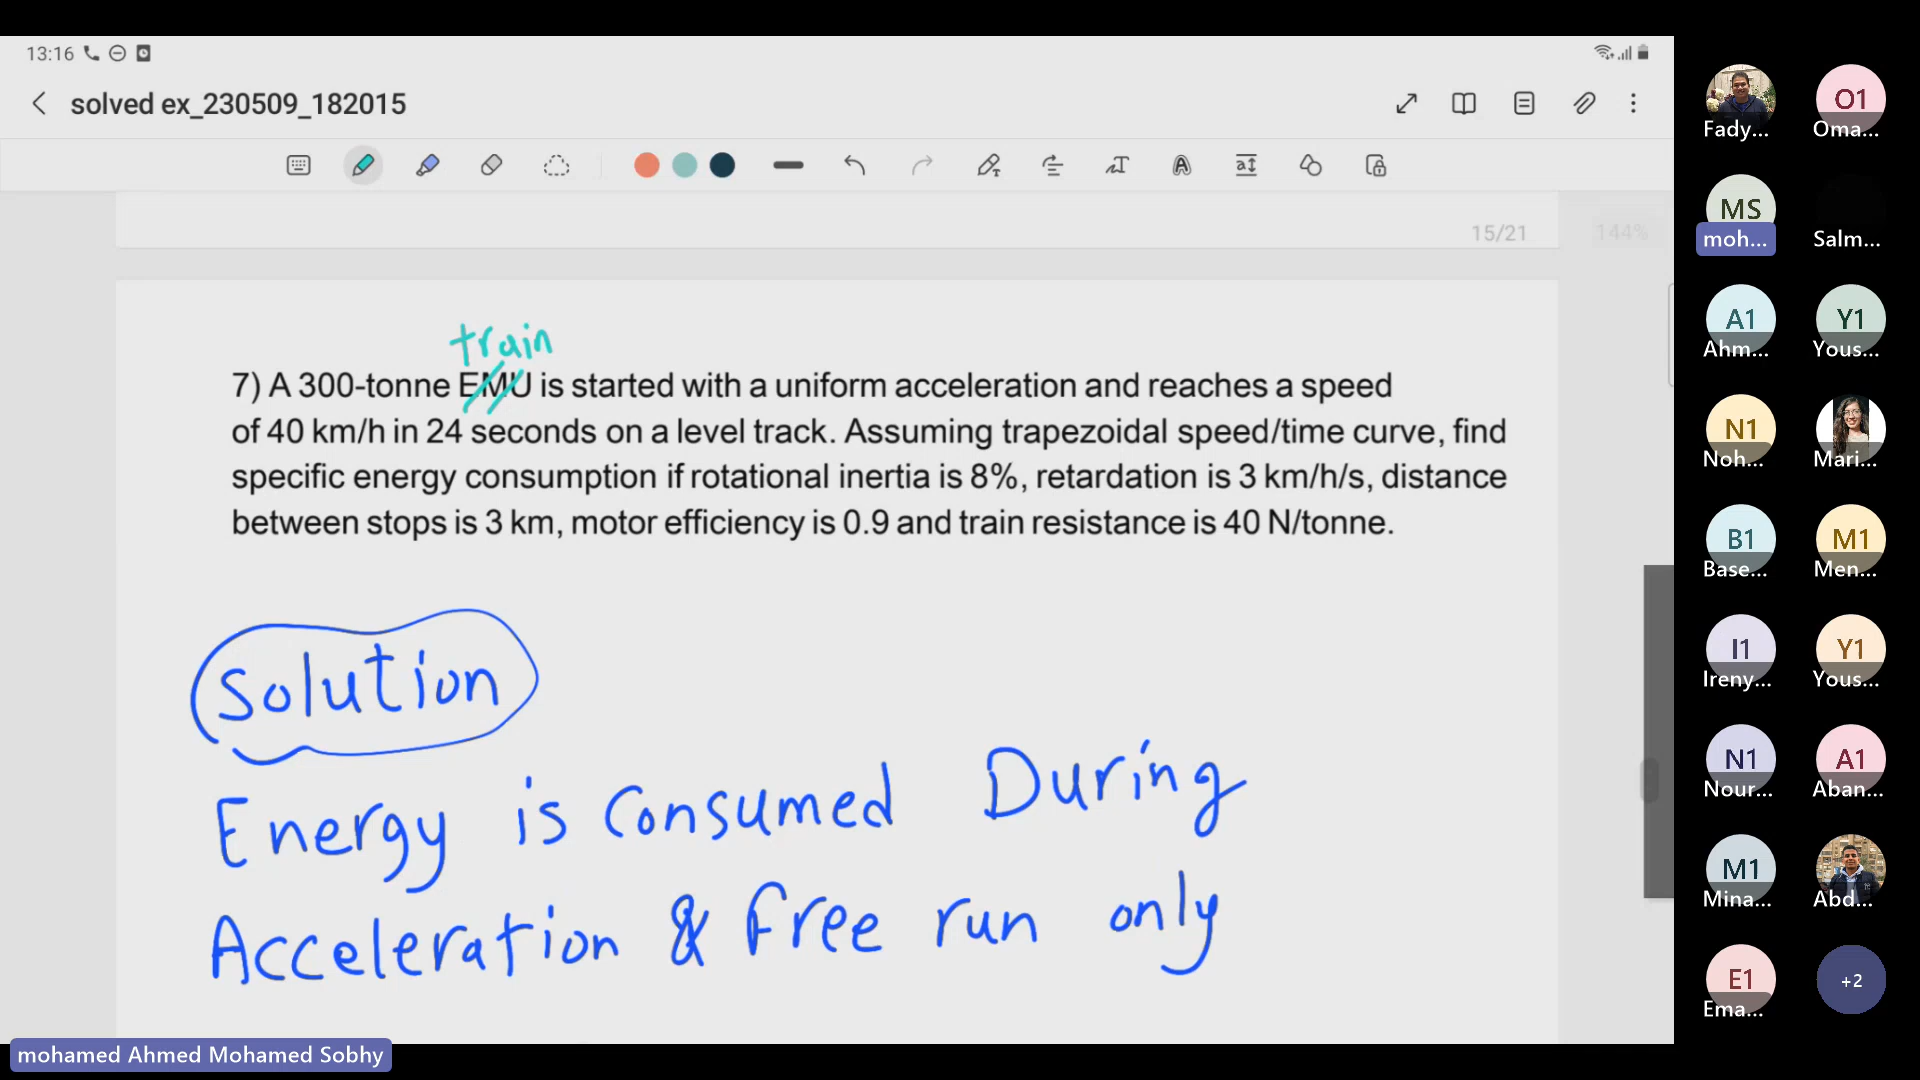 13:16
solved ex_230509_182015
15/21
144%
train
7) A 300-tonne EMU is started with a uniform acceleration and reaches a speed
of 40 km/h in 24 seconds on a level track. Assuming trapezoidal speed/time curve, find
specific energy consumption if rotational inertia is 8%, retardation is 3 km/h/s, distance
between stops is 3 km, motor efficiency is 0.9 and train resistance is 40 N/tonne.
Solution
Energy is Consumed During
Acceleration & free run only
mohamed Ahmed Mohamed Sobhy
Fady...
O1
Oma...
MS
moh...
Salm...
A1
Ahm...
Y1
Yous...
N1
Noh...
Mari...
B1
Base...
M1
Men...
I1
Ireny...
Y1
Yous...
N1
Nour...
A1
Aban...
M1
Mina...
Abd...
E1
Ema...
+2